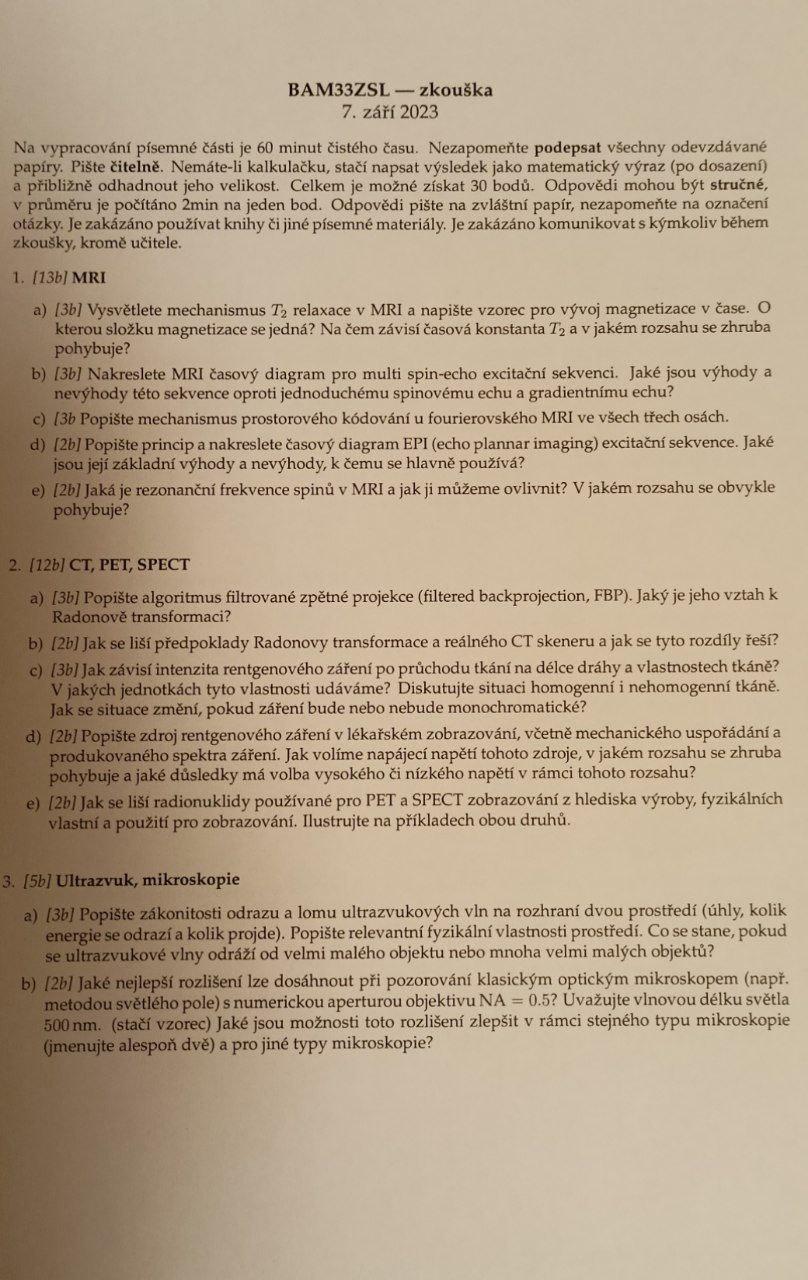 BAM33ZSL — zkouška
7. září 2023
Na vypracování písemné části je 60 minut čistého času. Nezapomeňte podepsat všechny odevzdávané
papíry. Pište čitelně. Nemáte-li kalkulačku, stačí napsat výsledek jako matematický výraz (po dosazení)
a přibližně odhadnout jeho velikost. Celkem je možné získat 30 bodů. Odpovědi mohou být stručné,
v průměru je počítáno 2min na jeden bod. Odpovědi pište na zvláštní papír, nezapomeňte na označení
otázky. Je zakázáno používat knihy či jiné písemné materiály. Je zakázáno komunikovat s kýmkoliv během
zkoušky, kromě učitele.
1. [13b] MRI
a) [3b] Vysvětlete mechanismus T₂ relaxace v MRI a napište vzorec pro vývoj magnetizace v čase. O
kterou složku magnetizace se jedná? Na čem závisí časová konstanta T₂ a v jakém rozsahu se zhruba
pohybuje?
b) [3b] Nakreslete MRI časový diagram pro multi spin-echo excitační sekvenci. Jaké jsou výhody a
nevýhody této sekvence oproti jednoduchému spinovému echu a gradientnímu echu?
c) [3b Popište mechanismus prostorového kódování u fourierovského MRI ve všech třech osách.
d) [2b] Popište princip a nakreslete časový diagram EPI (echo plannar imaging) excitační sekvence. Jaké
jsou její základní výhody a nevýhody, k čemu se hlavně používá?
e) [2b] Jaká je rezonanční frekvence spinů v MRI a jak ji můžeme ovlivnit? V jakém rozsahu se obvykle
pohybuje?
2. [12b] CT, PET, SPECT
a) [3b] Popište algoritmus filtrované zpětné projekce (filtered backprojection, FBP). Jaký je jeho vztah k
Radonově transformaci?
b) [2b] Jak se liší předpoklady Radonovy transformace a reálného CT skeneru a jak se tyto rozdíly řeší?
c) [3b] Jak závisí intenzita rentgenového záření po průchodu tkání na délce dráhy a vlastnostech tkáně?
V jakých jednotkách tyto vlastnosti udáváme? Diskutujte situaci homogenní i nehomogenní tkáně.
Jak se situace změní, pokud záření bude nebo nebude monochromatické?
d) [2b] Popište zdroj rentgenového záření v lékařském zobrazování, včetně mechanického uspořádání a
produkovaného spektra záření. Jak volíme napájecí napětí tohoto zdroje, v jakém rozsahu se zhruba
pohybuje a jaké důsledky má volba vysokého či nízkého napětí v rámci tohoto rozsahu?
e) [2b] Jak se liší radionuklidy používané pro PET a SPECT zobrazování z hlediska výroby, fyzikálních
vlastní a použití pro zobrazování. Ilustrujte na příkladech obou druhů.
3. [5b] Ultrazvuk, mikroskopie
a) [3b] Popište zákonitosti odrazu a lomu ultrazvukových vln na rozhraní dvou prostředí (úhly, kolik
energie se odrazí a kolik projde). Popište relevantní fyzikální vlastnosti prostředí. Co se stane, pokud
se ultrazvukové vlny odráží od velmi malého objektu nebo mnoha velmi malých objektů?
b) [2b] Jaké nejlepší rozlišení lze dosáhnout při pozorování klasickým optickým mikroskopem (např.
metodou světlého pole) s numerickou aperturou objektivu NA = 0.5? Uvažujte vlnovou délku světla
500 nm. (stačí vzorec) Jaké jsou možnosti toto rozlišení zlepšit v rámci stejného typu mikroskopie
(jmenujte alespoň dvě) a pro jiné typy mikroskopie?